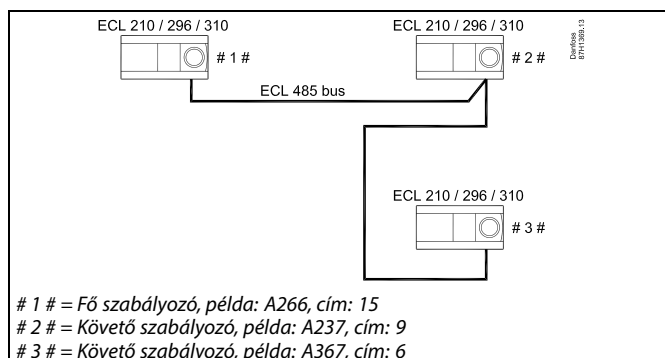 ECL 210 / 296 / 310
ECL 210 / 296 / 310
# 1 #
# 2 #
Danfoss
87H1369.13
ECL 485 bus
ECL 210 / 296 / 310
# 3 #
# 1 # = Fő szabályozó, példa: A266, cím: 15
# 2 # = Követő szabályozó, példa: A237, cím: 9
# 3 # = Követő szabályozó, példa: A367, cím: 6